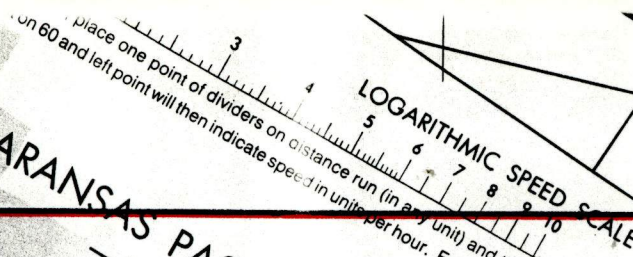 3 4 5 6 7 8 9 10
LOGARITHMIC SPEED SCALE
place one point of dividers on distance run (in any unit) and
on 60 and left point will then indicate speed in units per hour.
ARANSAS